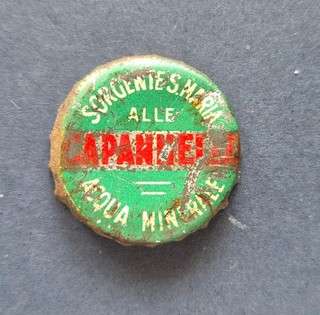 SORGENTE S. MARIA
ALLE
CAPANNELLE
ACQUA MINERALE